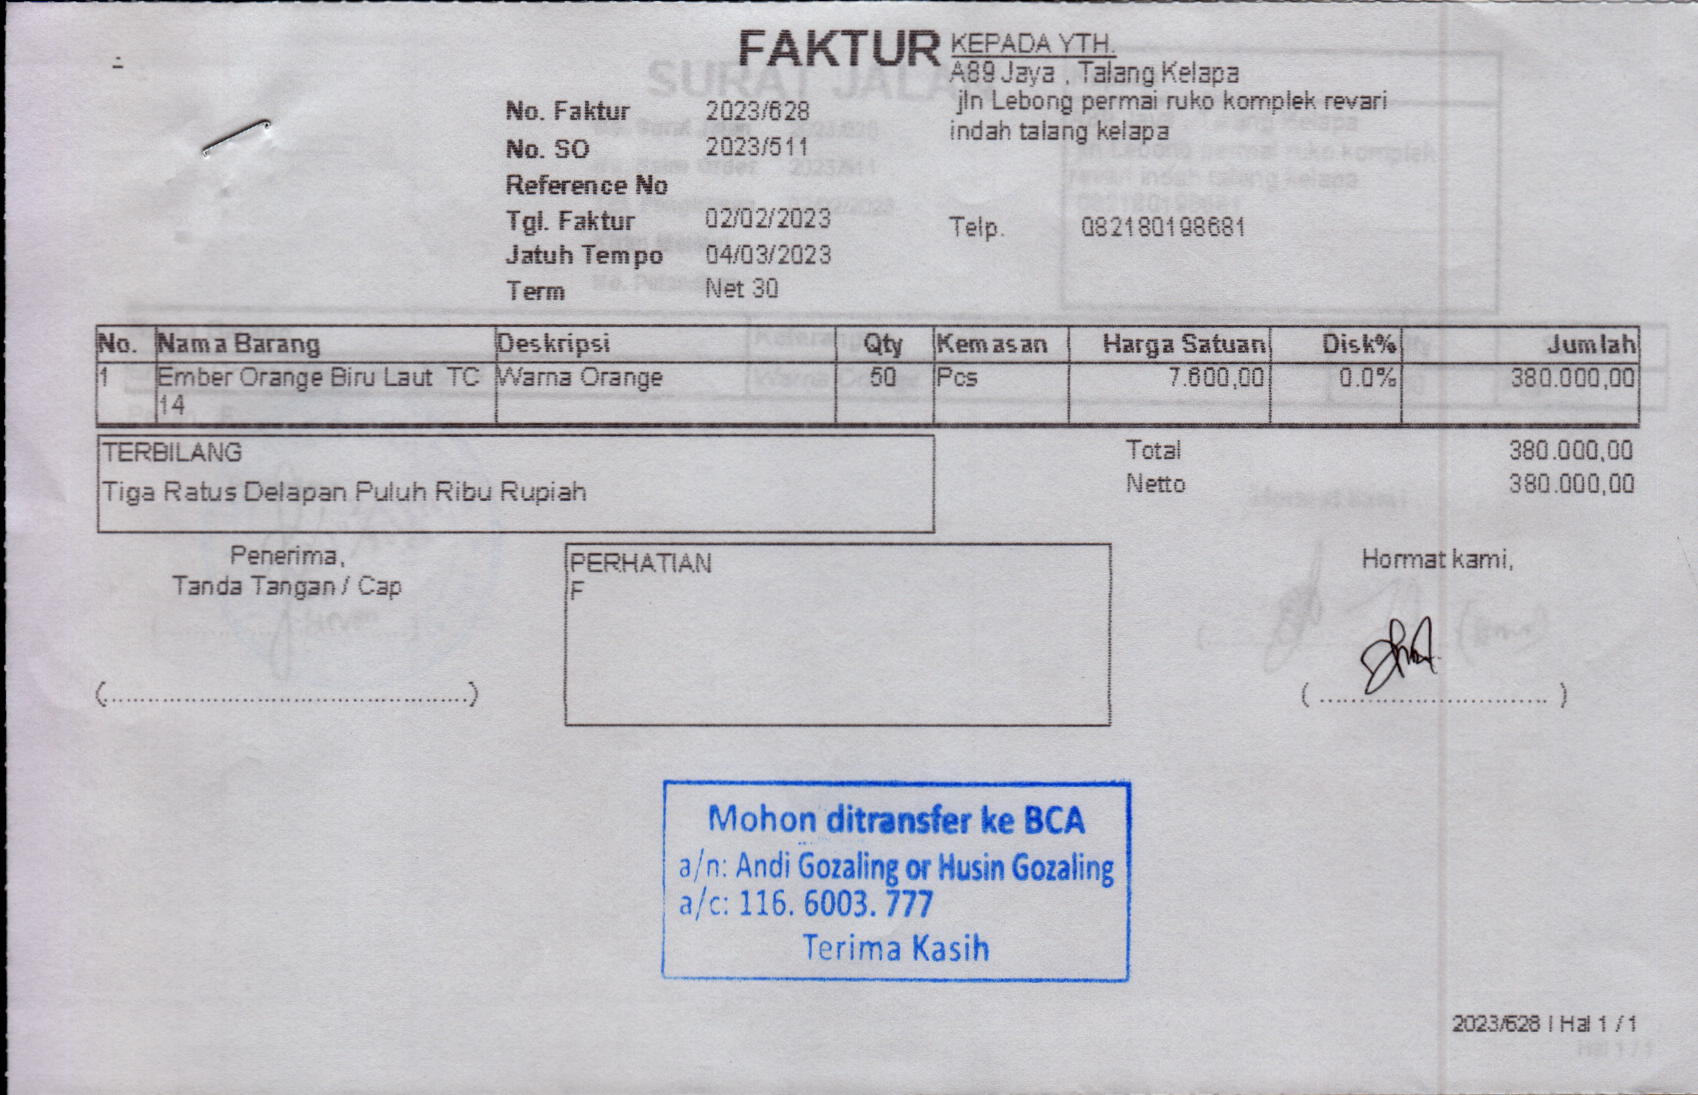 FAKTUR
KEPADA YTH.
A89 Jaya , Talang Kelapa
jln Lebong permai ruko komplek revari
indah talang kelapa
No. Faktur 2023/628
No. SO 2023/511
Reference No
Tgl. Faktur 02/02/2023
Telp. 082180198681
Jatuh Tempo 04/03/2023
Term Net 30
No. Nama Barang Deskripsi Qty Kemasan Harga Satuan Disk% Jumlah
1 Ember Orange Biru Laut TC Warna Orange 50 Pcs 7.600,00 0.0% 380.000,00
14
TERBILANG
Tiga Ratus Delapan Puluh Ribu Rupiah
Total 380.000,00
Netto 380.000,00
Penerima,
Tanda Tangan / Cap
(..............................................)
PERHATIAN
F
Hormat kami,
( ............................ )
Mohon ditransfer ke BCA
a/n: Andi Gozaling or Husin Gozaling
a/c: 116. 6003. 777
Terima Kasih
2023/628 | Hal 1 / 1